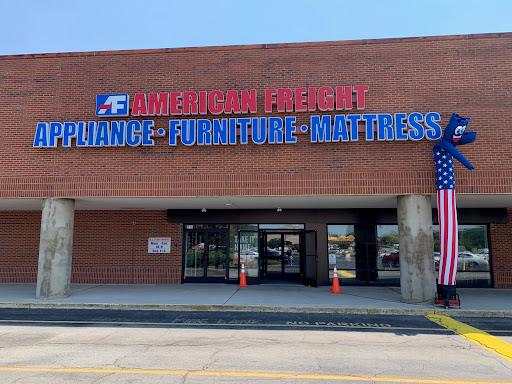 AF AMERICAN FREIGHT
APPLIANCE • FURNITURE • MATTRESS
NO PARKING